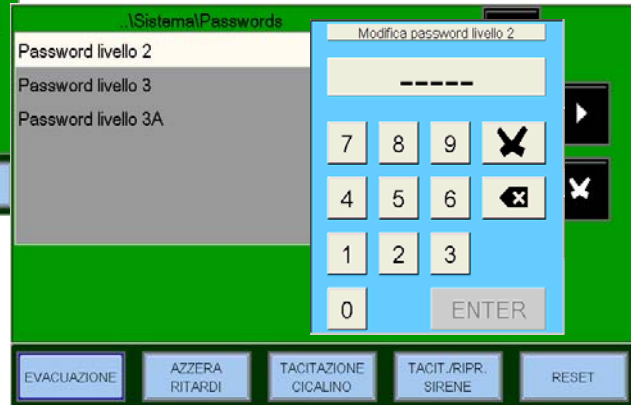 ..\Sistema\Passwords
Password livello 2
Password livello 3
Password livello 3A
Modifica password livello 2
-----
7 8 9
4 5 6
1 2 3
0 ENTER
EVACUAZIONE
AZZERA
RITARDI
TACITAZIONE
CICALINO
TACIT./RIPR.
SIRENE
RESET